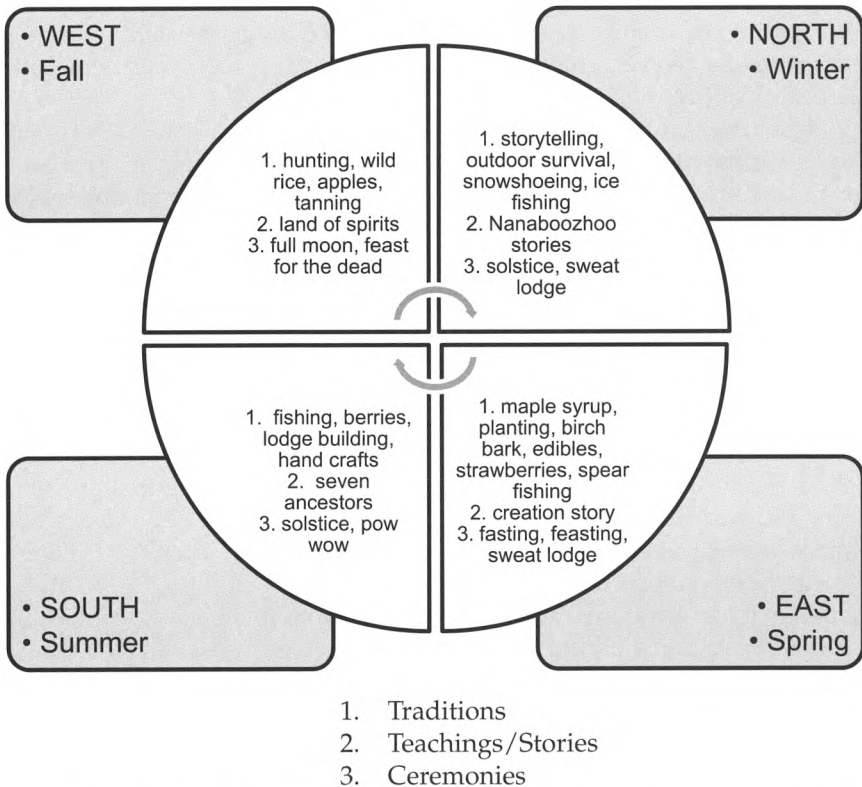 • WEST
• Fall
• NORTH
• Winter
1. hunting, wild
rice, apples,
tanning
2. land of spirits
3. full moon, feast
for the dead
1. storytelling,
outdoor survival,
snowshoeing, ice
fishing
2. Nanaboozhoo
stories
3. solstice, sweat
lodge
1. fishing, berries,
lodge building,
hand crafts
2. seven
ancestors
3. solstice, pow
wow
1. maple syrup,
planting, birch
bark, edibles,
strawberries, spear
fishing
2. creation story
3. fasting, feasting,
sweat lodge
• SOUTH
• Summer
• EAST
• Spring
1. Traditions
2. Teachings/Stories
3. Ceremonies